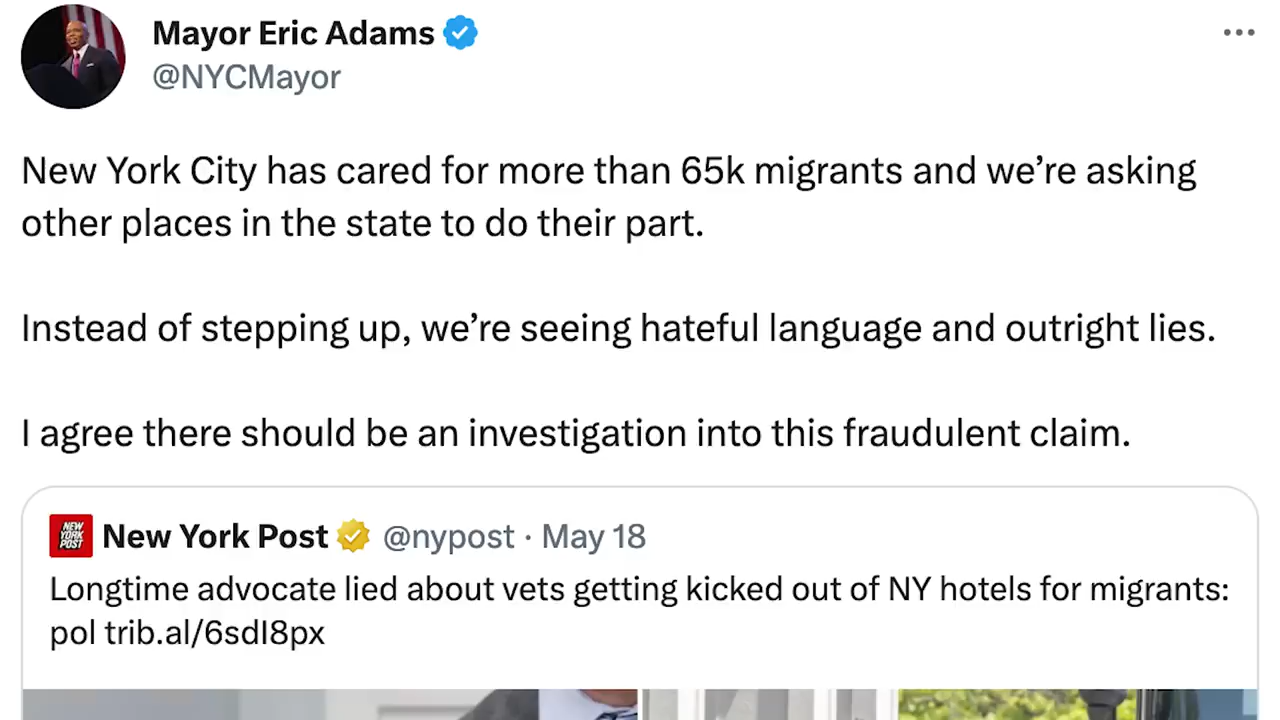 Mayor Eric Adams
@NYCMayor
New York City has cared for more than 65k migrants and we’re asking
other places in the state to do their part.
Instead of stepping up, we’re seeing hateful language and outright lies.
I agree there should be an investigation into this fraudulent claim.
NEW
YORK
POST
New York Post @nypost · May 18
Longtime advocate lied about vets getting kicked out of NY hotels for migrants:
pol trib.al/6sdI8px